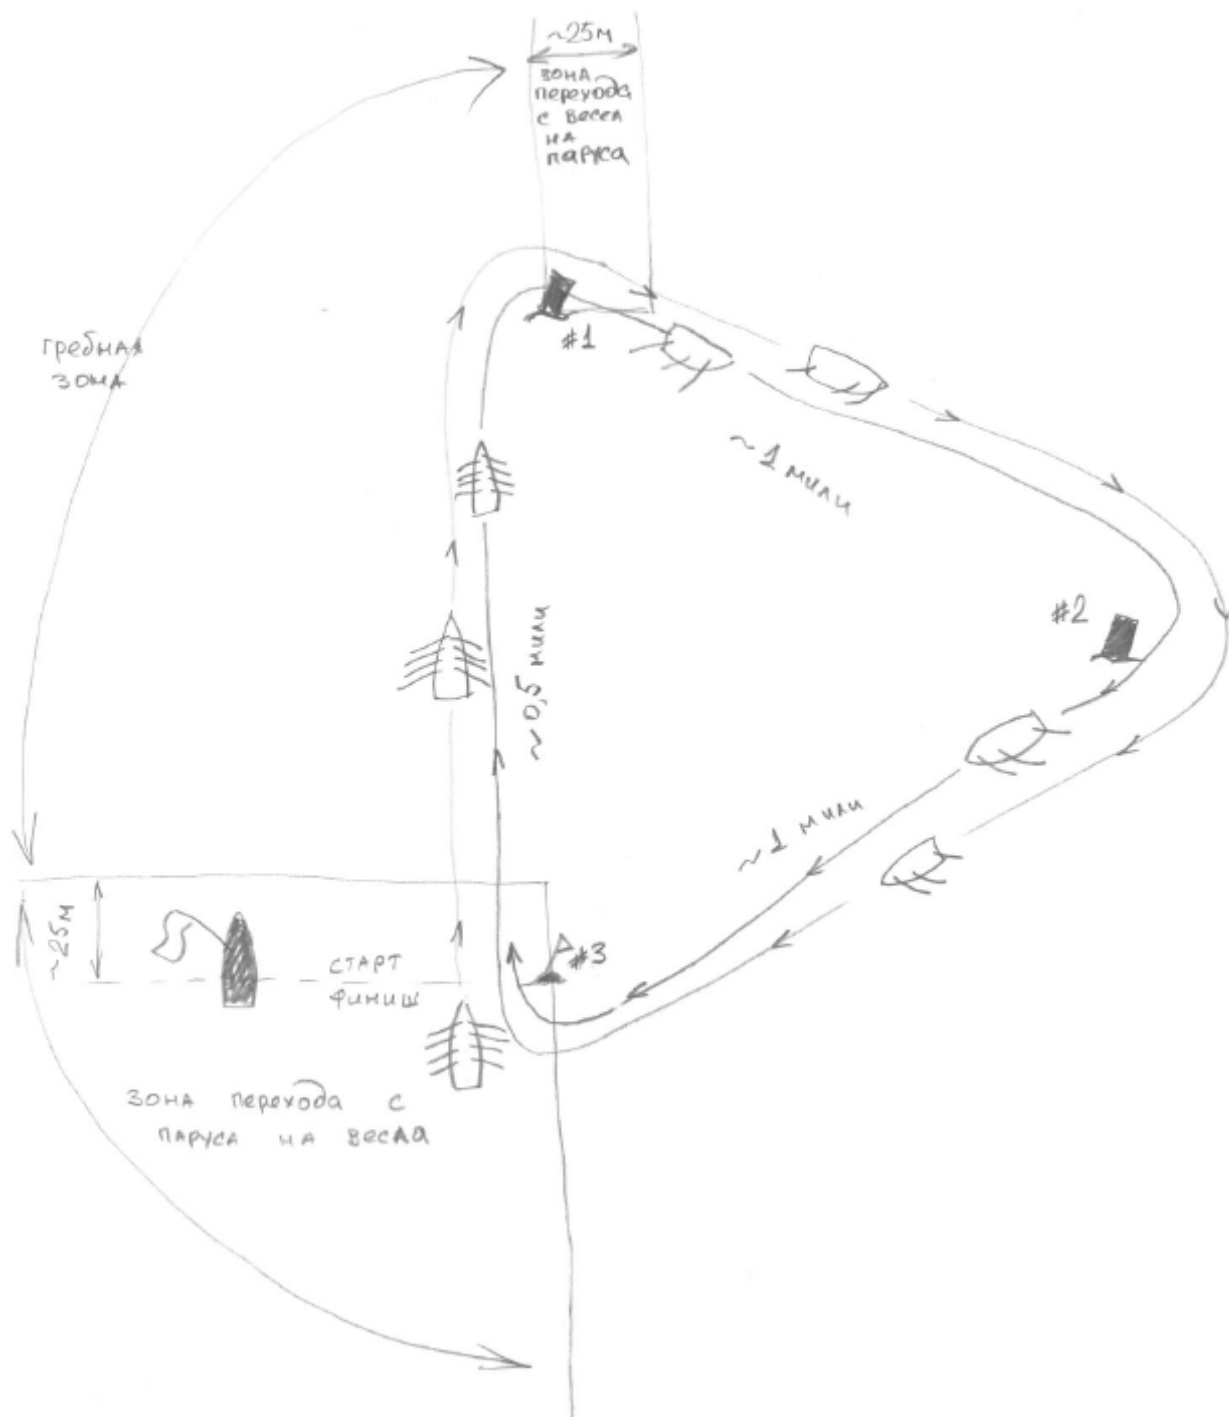 ~25м
зона
перехода
с весел
на
паруса
#1
гребная
зона
~1 мили
#2
~0,5 мили
~1 мили
~25м
старт
финиш
#3
зона перехода с
паруса на весла